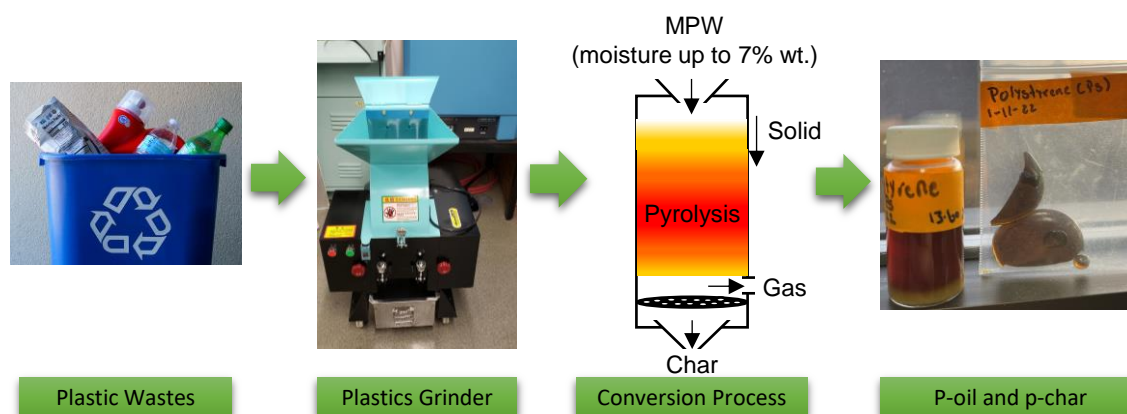 MPW
(moisture up to 7% wt.)
Solid
Pyrolysis
Gas
Char
Polystyrene (PS)
1-11-22
Plastic Wastes
Plastics Grinder
Conversion Process
P-oil and p-char